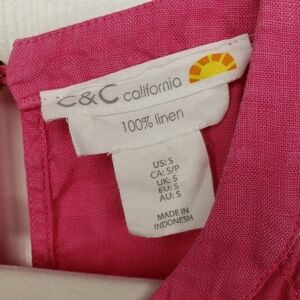 C&C california
100% linen
US: S
CA: S/P
UK: S
EU: S
AU: S
MADE IN
INDONESIA